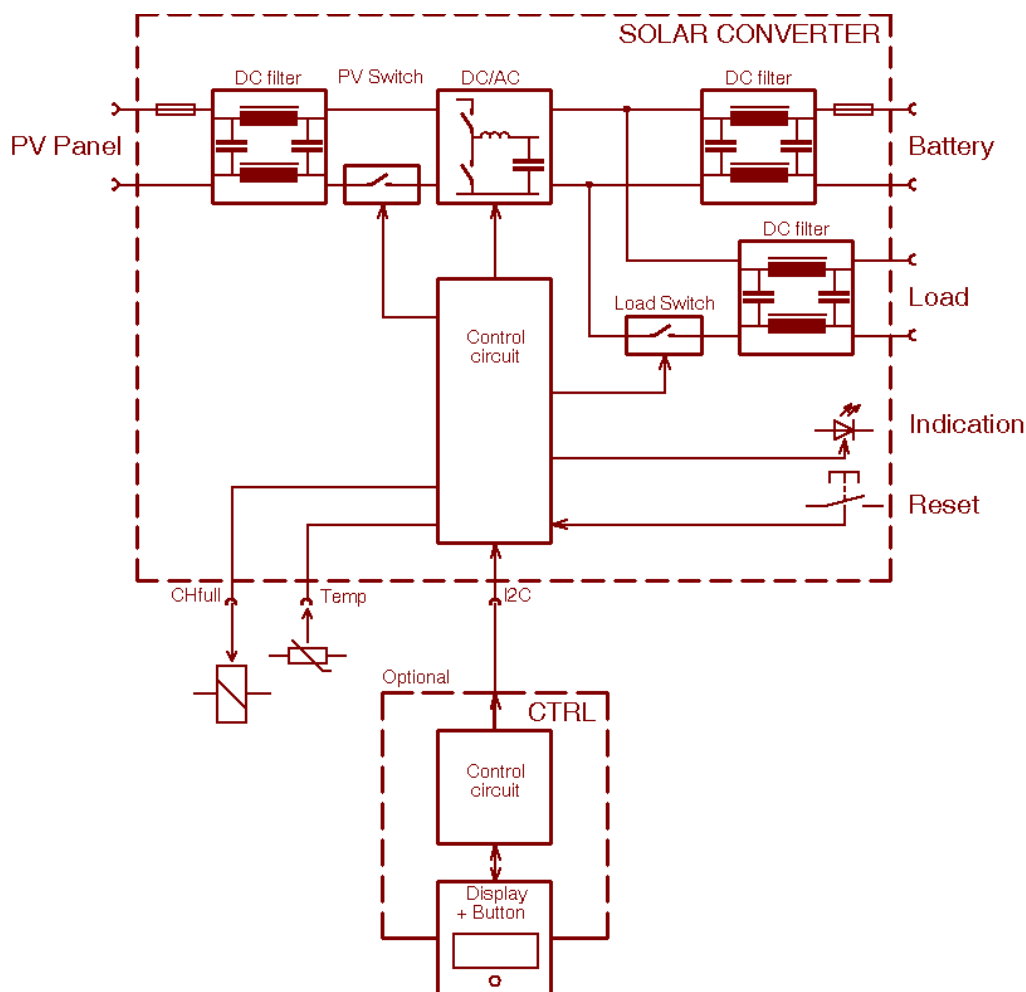 SOLAR CONVERTER
DC filter
PV Switch
DC/AC
DC filter
PV Panel
Battery
DC filter
Load Switch
Load
Control
circuit
Indication
Reset
CHfull
Temp
I2C
Optional
CTRL
Control
circuit
Display
+ Button